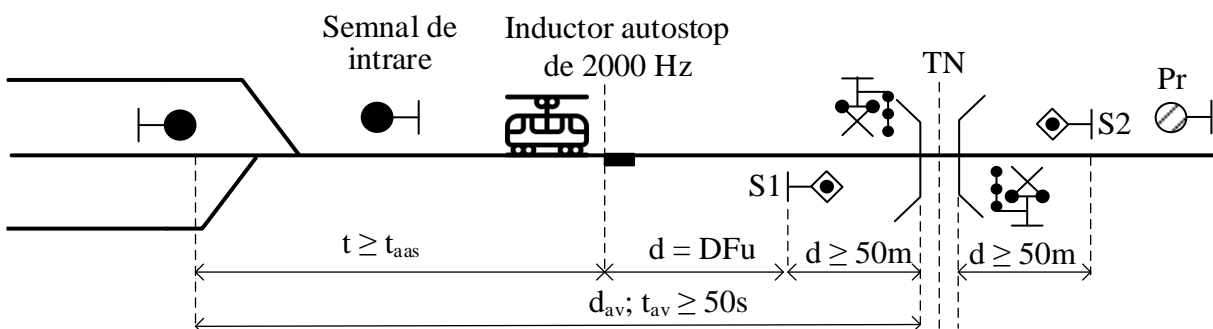 Semnal de
intrare
Inductor autostop
de 2000 Hz
TN
Pr
S2
S1
t ≥ taas
d = DFu
d ≥ 50m
d ≥ 50m
dav; tav ≥ 50s